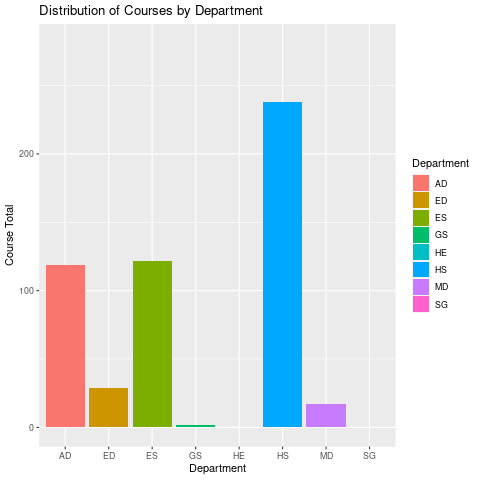 Distribution of Courses by Department
Course Total
200
100
0
AD ED ES GS HE HS MD SG
Department
Department
AD
ED
ES
GS
HE
HS
MD
SG